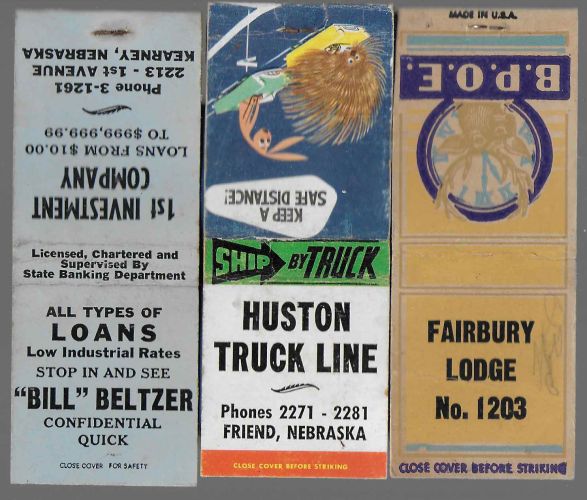 KEARNEY, NEBRASKA
2213 - 1st AVENUE
Phone 3-1261
LOANS FROM $10.00
TO $999,999.99
1st INVESTMENT
COMPANY
Licensed, Chartered and
Supervised By
State Banking Department
ALL TYPES OF
LOANS
Low Industrial Rates
STOP IN AND SEE
"BILL" BELTZER
CONFIDENTIAL
QUICK
CLOSE COVER FOR SAFETY
KEEP A
SAFE DISTANCE!
SHIP BY TRUCK
HUSTON
TRUCK LINE
Phones 2271 - 2281
FRIEND, NEBRASKA
CLOSE COVER BEFORE STRIKING
MADE IN U.S.A.
B.P.O.E.
FAIRBURY
LODGE
No. 1203
CLOSE COVER BEFORE STRIKING